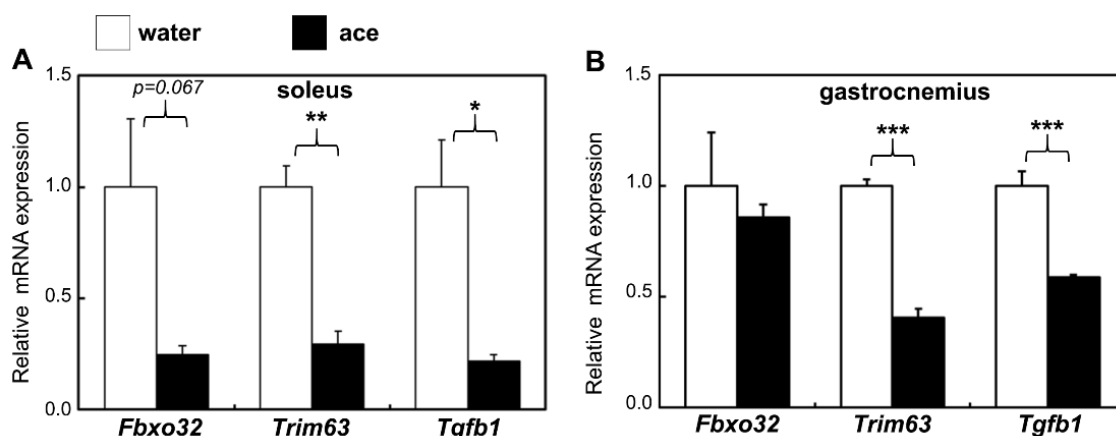 water ace
A
Relative mRNA expression
1.5
1.0
0.5
0.0
p=0.067
soleus
**
*
Fbxo32 Trim63 Tgfb1
B
Relative mRNA expression
1.5
1.0
0.5
0.0
gastrocnemius
***
***
Fbxo32 Trim63 Tgfb1